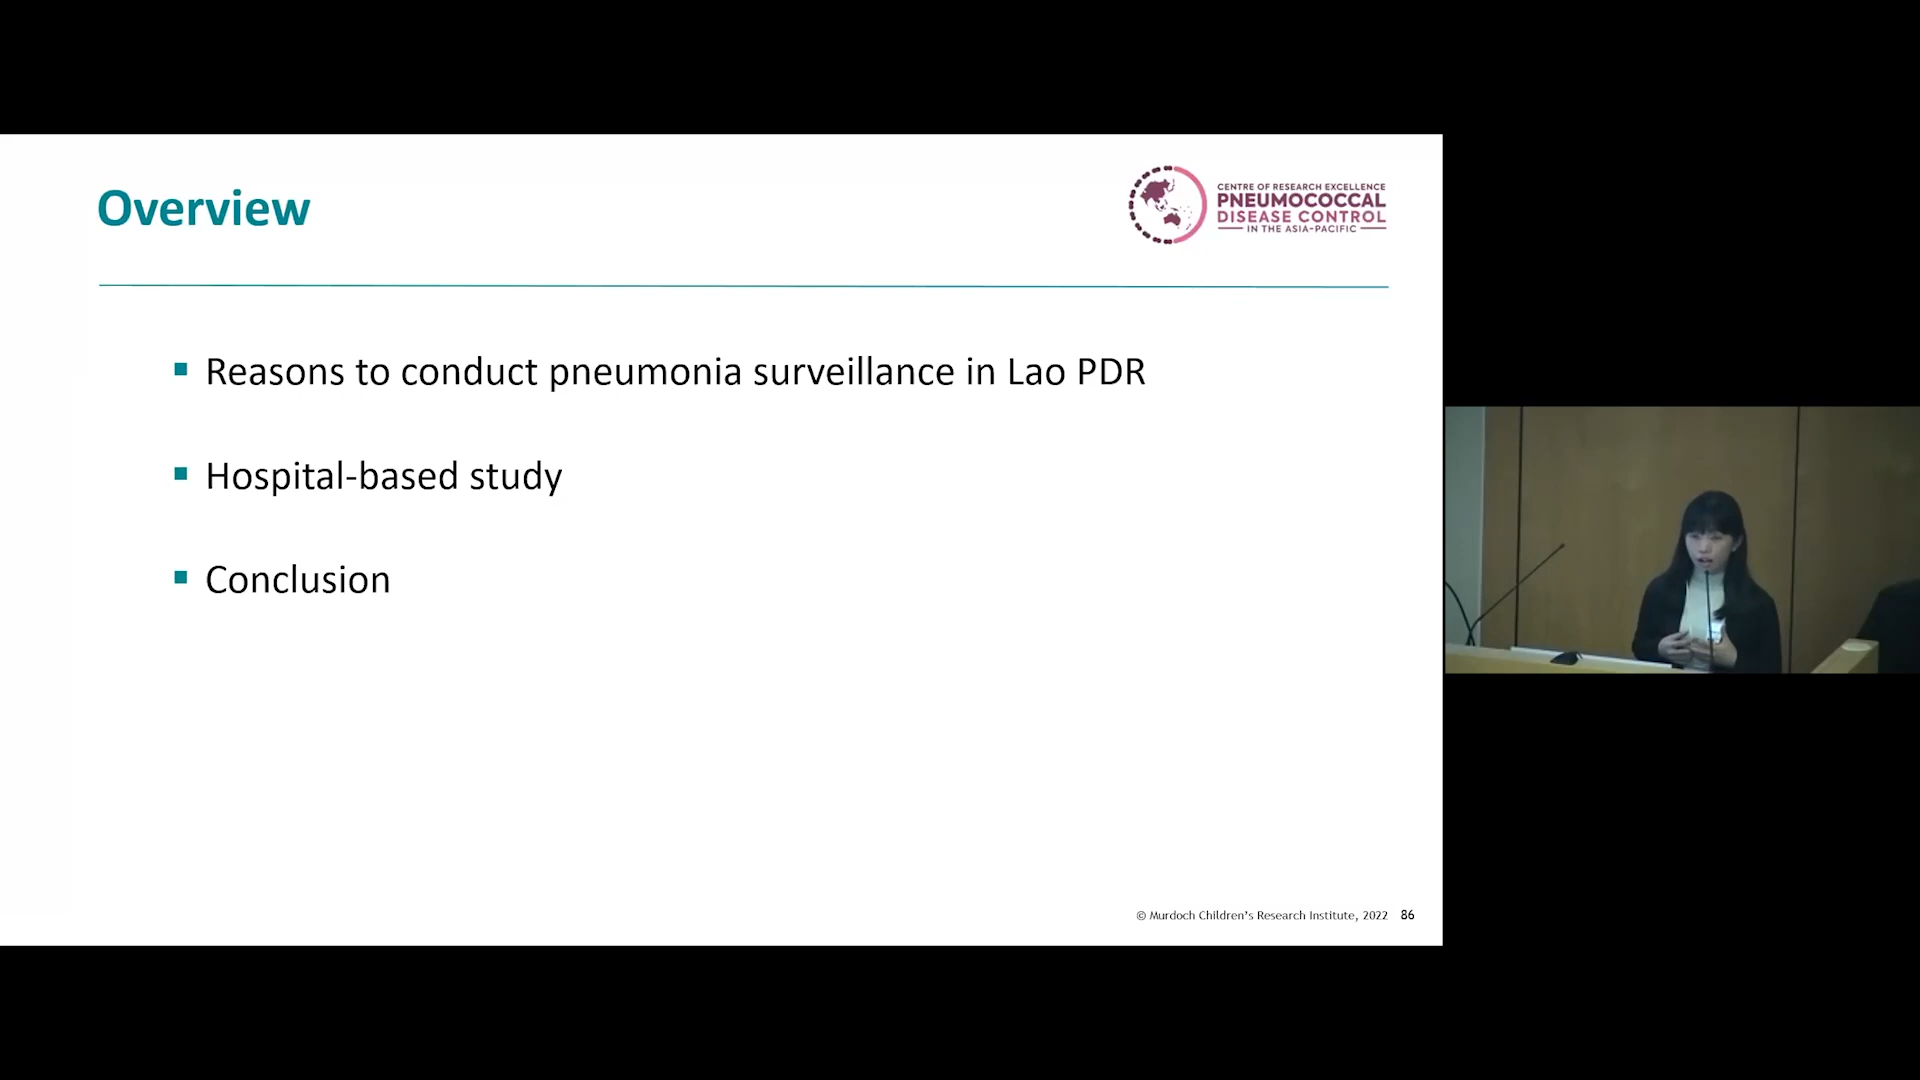 Overview
CENTRE OF RESEARCH EXCELLENCE
PNEUMOCOCCAL
DISEASE CONTROL
IN THE ASIA-PACIFIC
Reasons to conduct pneumonia surveillance in Lao PDR
Hospital-based study
Conclusion
© Murdoch Children's Research Institute, 2022 86